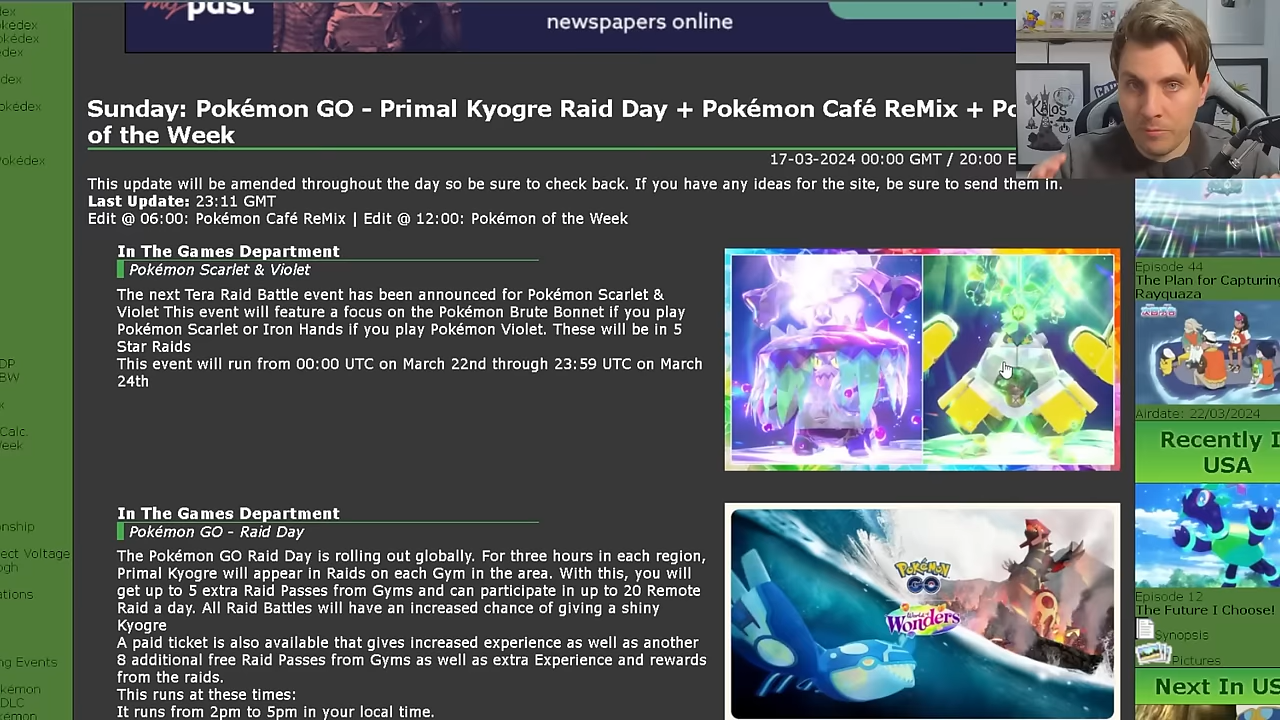 past
newspapers online
Sunday: Pokémon GO - Primal Kyogre Raid Day + Pokémon Café ReMix +
of the Week
17-03-2024 00:00 GMT / 20:00
This update will be amended throughout the day so be sure to check back. If you have any ideas for the site, be sure to send them in.
Last Update: 23:11 GMT
Edit @ 06:00: Pokémon Café ReMix | Edit @ 12:00: Pokémon of the Week
In The Games Department
Pokémon Scarlet & Violet
The next Tera Raid Battle event has been announced for Pokémon Scarlet &
Violet This event will feature a focus on the Pokémon Brute Bonnet if you play
Pokémon Scarlet or Iron Hands if you play Pokémon Violet. These will be in 5
Star Raids
This event will run from 00:00 UTC on March 22nd through 23:59 UTC on March
24th
In The Games Department
Pokémon GO - Raid Day
The Pokémon GO Raid Day is rolling out globally. For three hours in each region,
Primal Kyogre will appear in Raids on each Gym in the area. With this, you will
get up to 5 extra Raid Passes from Gyms and can participate in up to 20 Remote
Raid a day. All Raid Battles will have an increased chance of giving a shiny
Kyogre
A paid ticket is also available that gives increased experience as well as another
8 additional free Raid Passes from Gyms as well as extra Experience and rewards
from the raids.
This runs at these times:
It runs from 2pm to 5pm in your local time.
POKÉMON
GO
World of
Wonders
Kalos
Episode 44
The Plan for Capturing
Rayquaza
Airdate: 22/03/2024
Recently
USA
Episode 12
The Future I Choose!
Synopsis
Pictures
Next In
DP
BW
Calc.
Voltage
Events
DLC